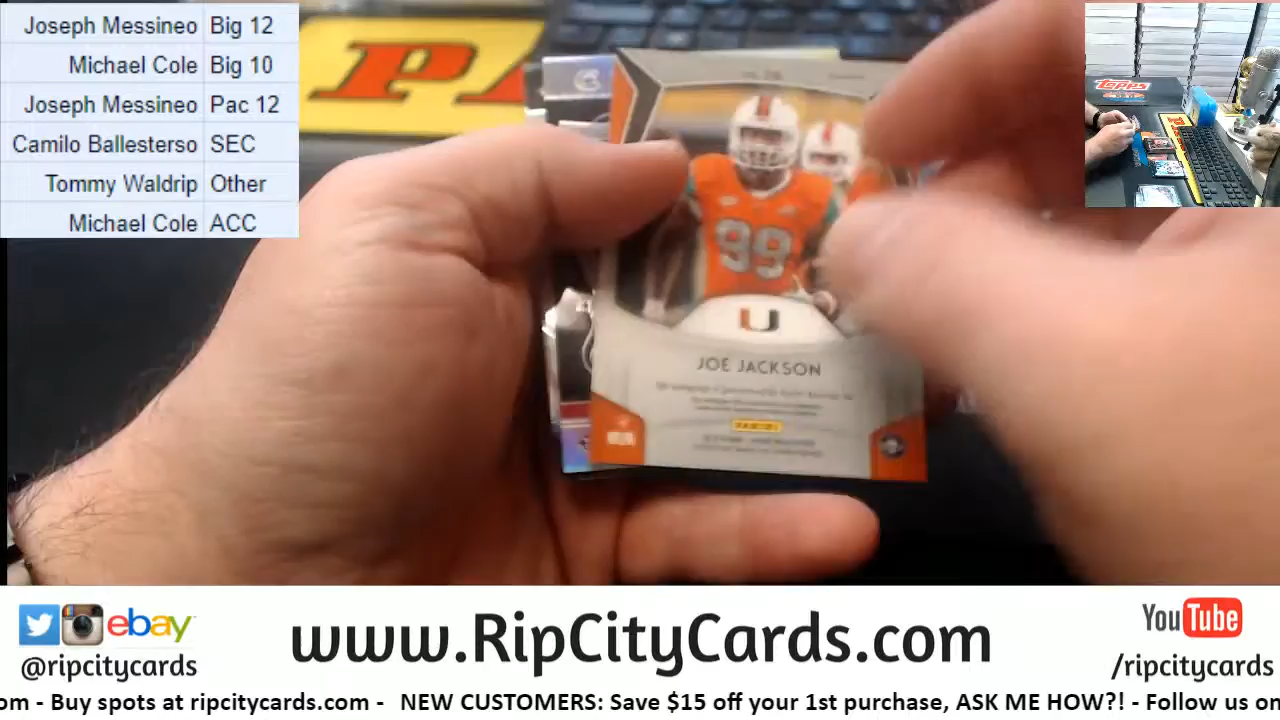 Joseph Messineo Big 12
Michael Cole Big 10
Joseph Messineo Pac 12
Camilo Ballesterso SEC
Tommy Waldrip Other
Michael Cole ACC
Topps
99
U
JOE JACKSON
PANINI
ebay
@ripcitycards
www.RipCityCards.com
YouTube
/ripcitycards
om - Buy spots at ripcitycards.com - NEW CUSTOMERS: Save $15 off your 1st purchase, ASK ME HOW?! - Follow us on